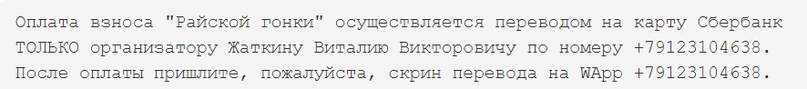 Оплата взноса "Райской гонки" осуществляется переводом на карту Сбербанк
ТОЛЬКО организатору Жаткину Виталию Викторовичу по номеру +79123104638.
После оплаты пришлите, пожалуйста, скрин перевода на WApp +79123104638.